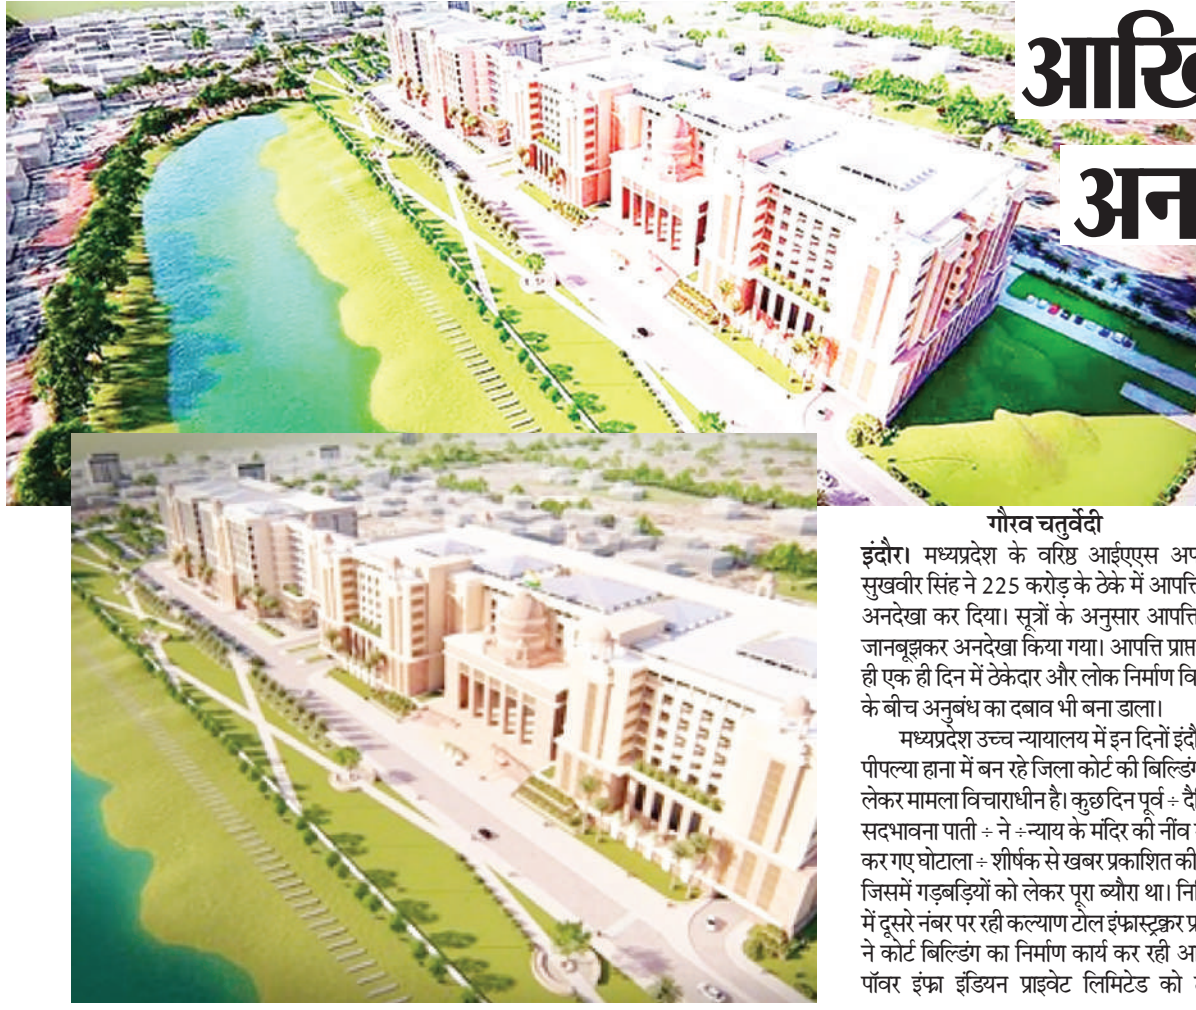 आखि
अन
गौरव चतुर्वेदी
इंदौर। मध्यप्रदेश के वरिष्ठ आईएएस अप
सुखवीर सिंह ने 225 करोड़ के ठेके में आपत्ति
अनदेखा कर दिया। सूत्रों के अनुसार आपत्ति
जानबूझकर अनदेखा किया गया। आपत्ति प्राप्त
ही एक ही दिन में ठेकेदार और लोक निर्माण वि
के बीच अनुबंध का दबाव भी बना डाला।
मध्यप्रदेश उच्च न्यायालय में इन दिनों इंदौ
पीपल्या हाना में बन रहे जिला कोर्ट की बिल्डिंग
लेकर मामला विचाराधीन है। कुछ दिन पूर्व ÷ दै
सदभावना पाती ÷ ने ÷न्याय के मंदिर की नींव
कर गए घोटाला ÷ शीर्षक से खबर प्रकाशित की
जिसमें गड़बड़ियों को लेकर पूरा ब्यौरा था। नि
में दूसरे नंबर पर रही कल्याण टोल इंफ्रास्ट्रक्चर प्र
ने कोर्ट बिल्डिंग का निर्माण कार्य कर रही अ
पॉवर इंफ्रा इंडियन प्राइवेट लिमिटेड को